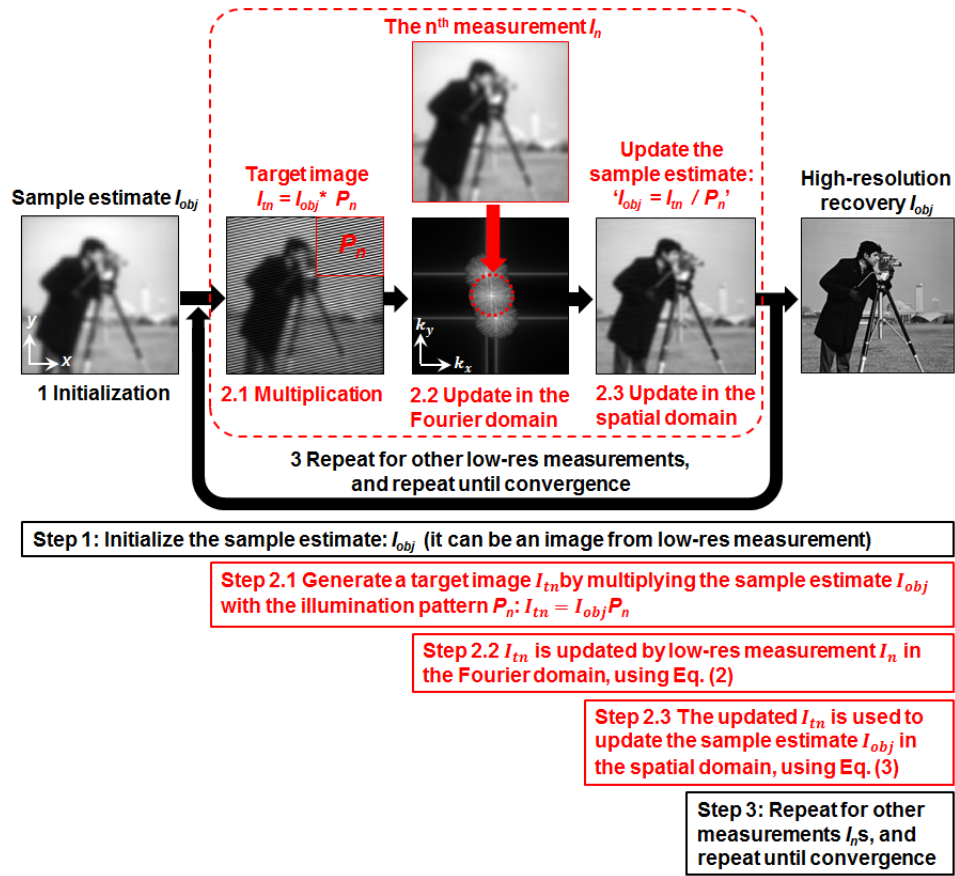 The nth measurement In
Sample estimate Iobj
Target image
Itn = Iobj* Pn
Pn
Update the
sample estimate:
‘Iobj = Itn / Pn’
High-resolution
recovery Iobj
y
x
ky
kx
1 Initialization
2.1 Multiplication
2.2 Update in the
Fourier domain
2.3 Update in the
spatial domain
3 Repeat for other low-res measurements,
and repeat until convergence
Step 1: Initialize the sample estimate: Iobj (it can be an image from low-res measurement)
Step 2.1 Generate a target image Itn by multiplying the sample estimate Iobj
with the illumination pattern Pn: Itn = IobjPn
Step 2.2 Itn is updated by low-res measurement In in
the Fourier domain, using Eq. (2)
Step 2.3 The updated Itn is used to
update the sample estimate Iobj in
the spatial domain, using Eq. (3)
Step 3: Repeat for other
measurements Ins, and
repeat until convergence